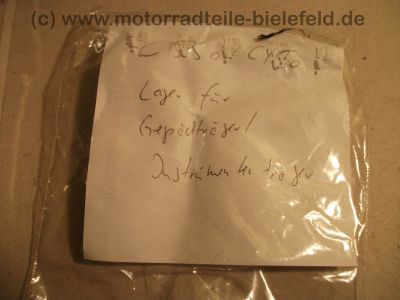 (c) www.motorradteile-bielefeld.de
Lager für
Gepäckträger/
Instrumententräger